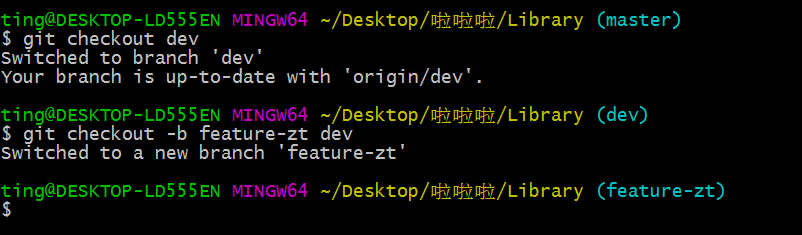 ting@DESKTOP-LD555EN MINGW64 ~/Desktop/啦啦啦/Library (master)
$ git checkout dev
Switched to branch 'dev'
Your branch is up-to-date with 'origin/dev'.
ting@DESKTOP-LD555EN MINGW64 ~/Desktop/啦啦啦/Library (dev)
$ git checkout -b feature-zt dev
Switched to a new branch 'feature-zt'
ting@DESKTOP-LD555EN MINGW64 ~/Desktop/啦啦啦/Library (feature-zt)
$